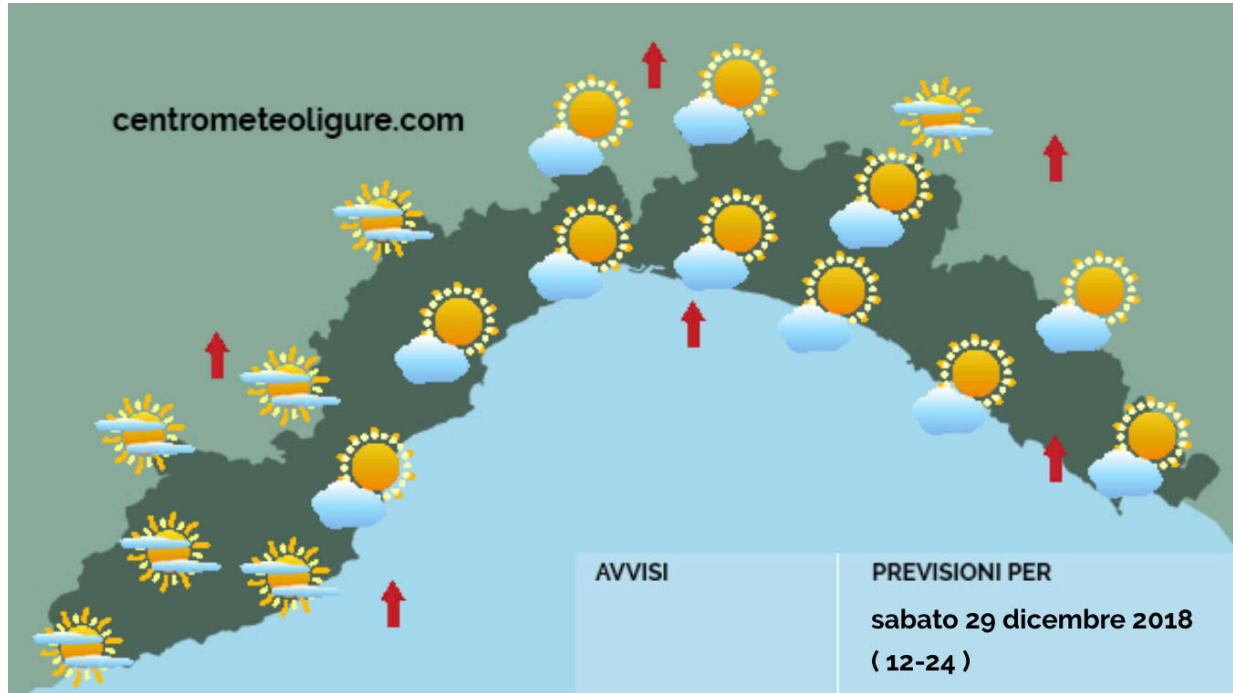 centrometeoligure.com
AVVISI
PREVISIONI PER
sabato 29 dicembre 2018
( 12-24 )